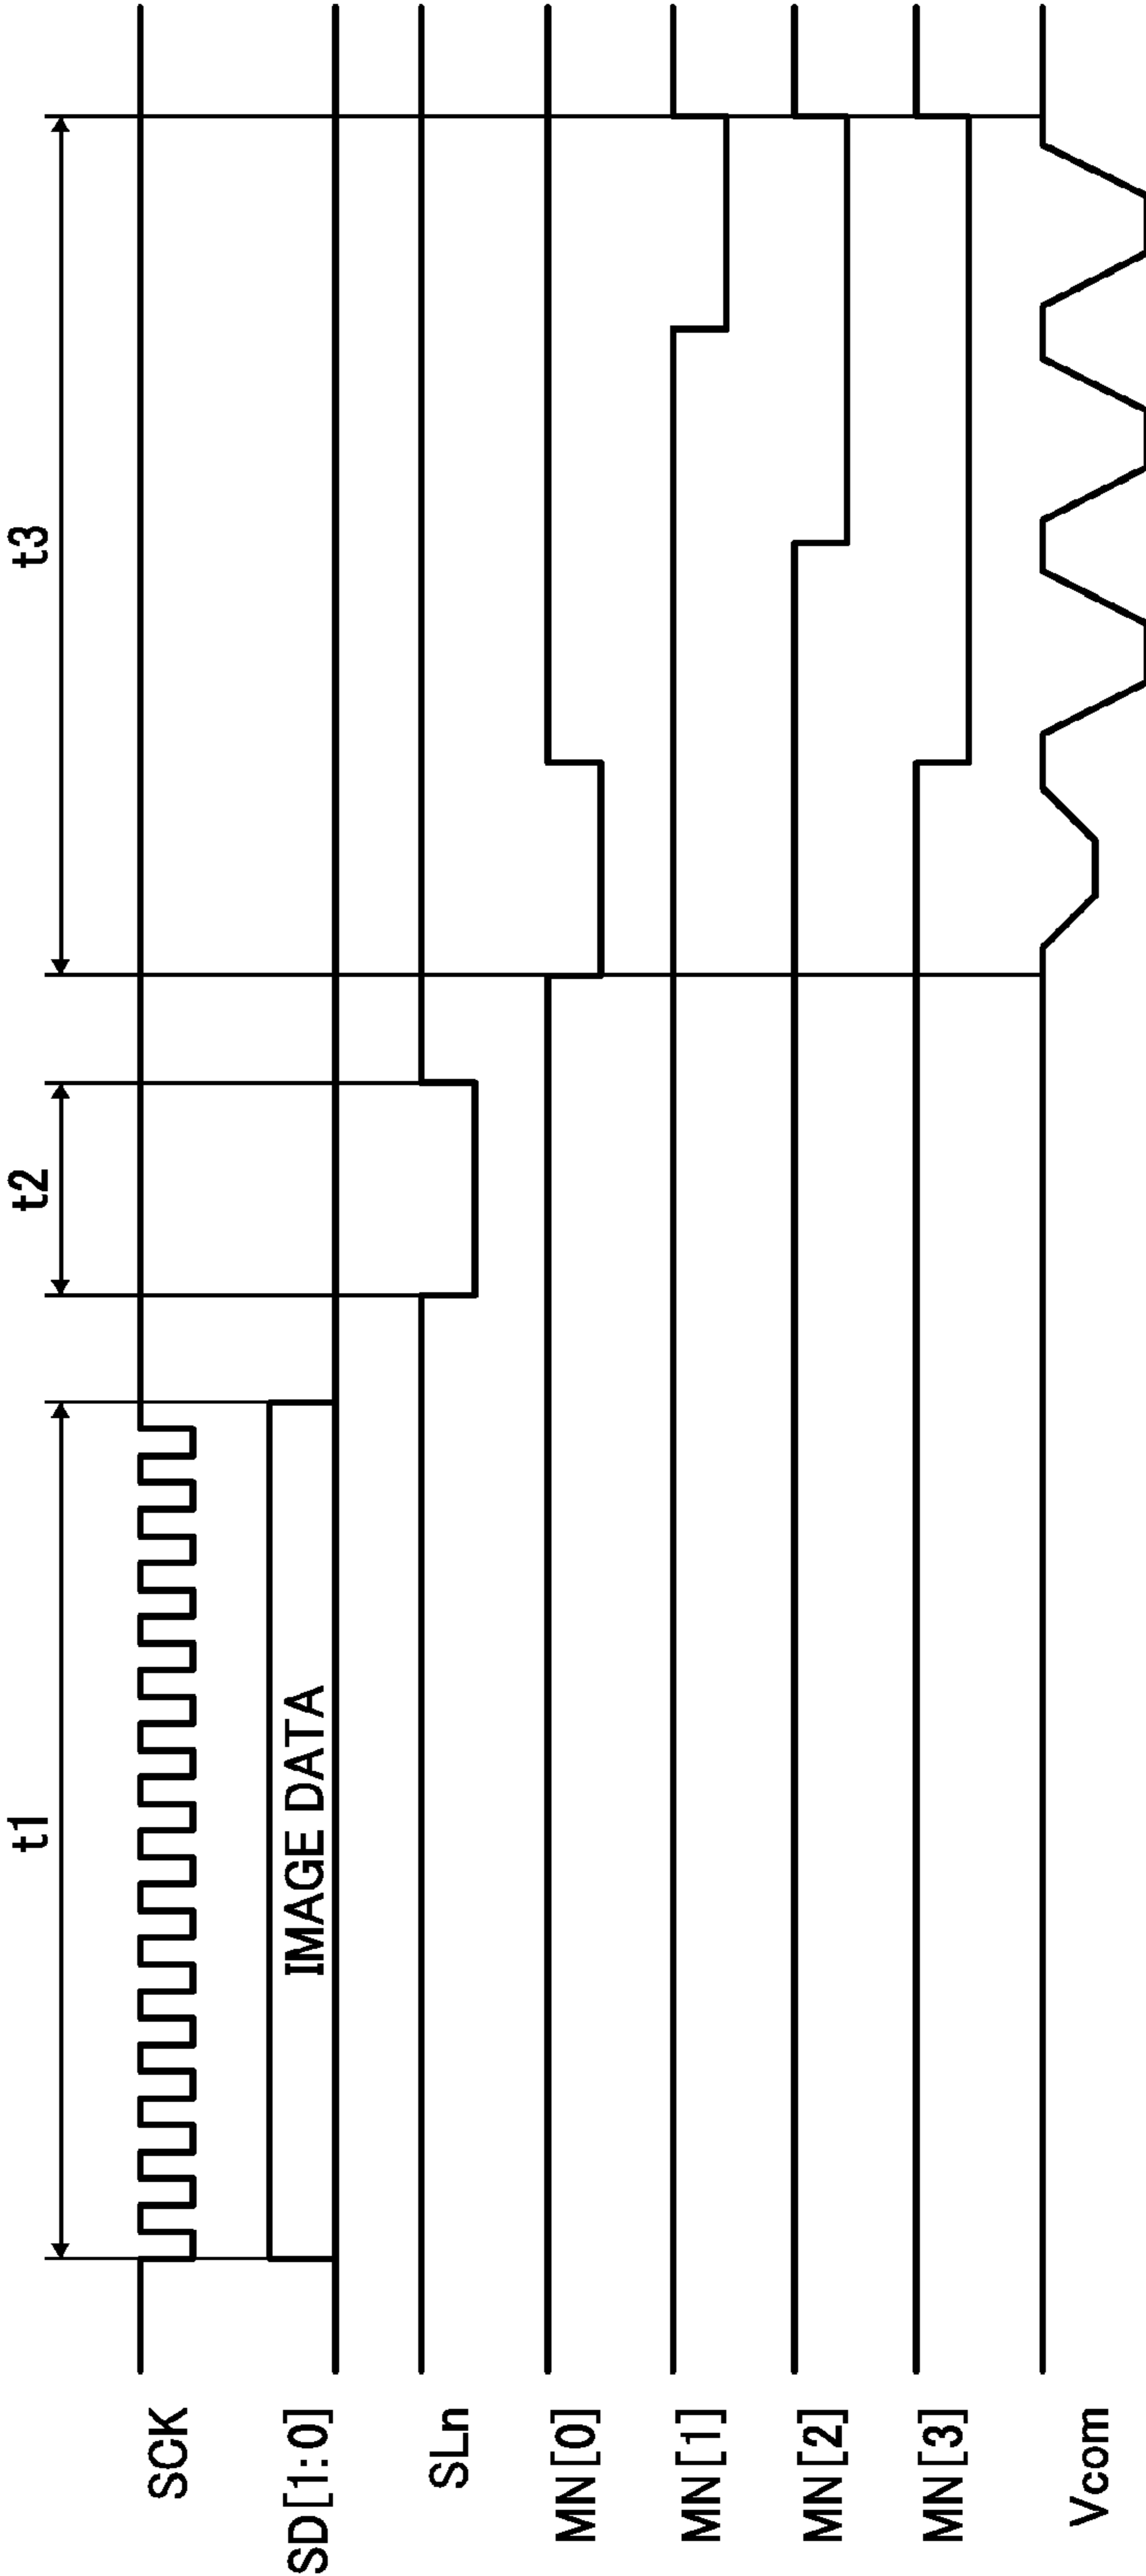 t1
t2
t3
SCK
SD[1:0]
IMAGE DATA
SLn
MN[0]
MN[1]
MN[2]
MN[3]
Vcom